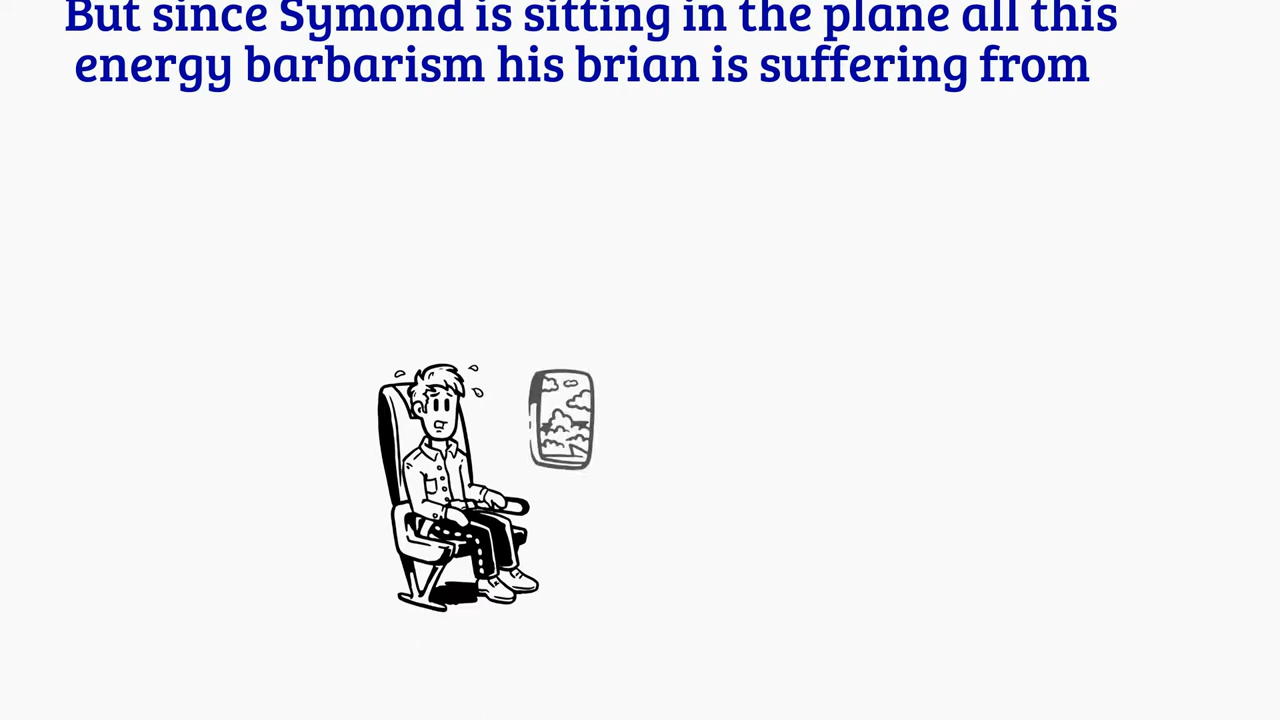 But since Symond is sitting in the plane all this
energy barbarism his brian is suffering from